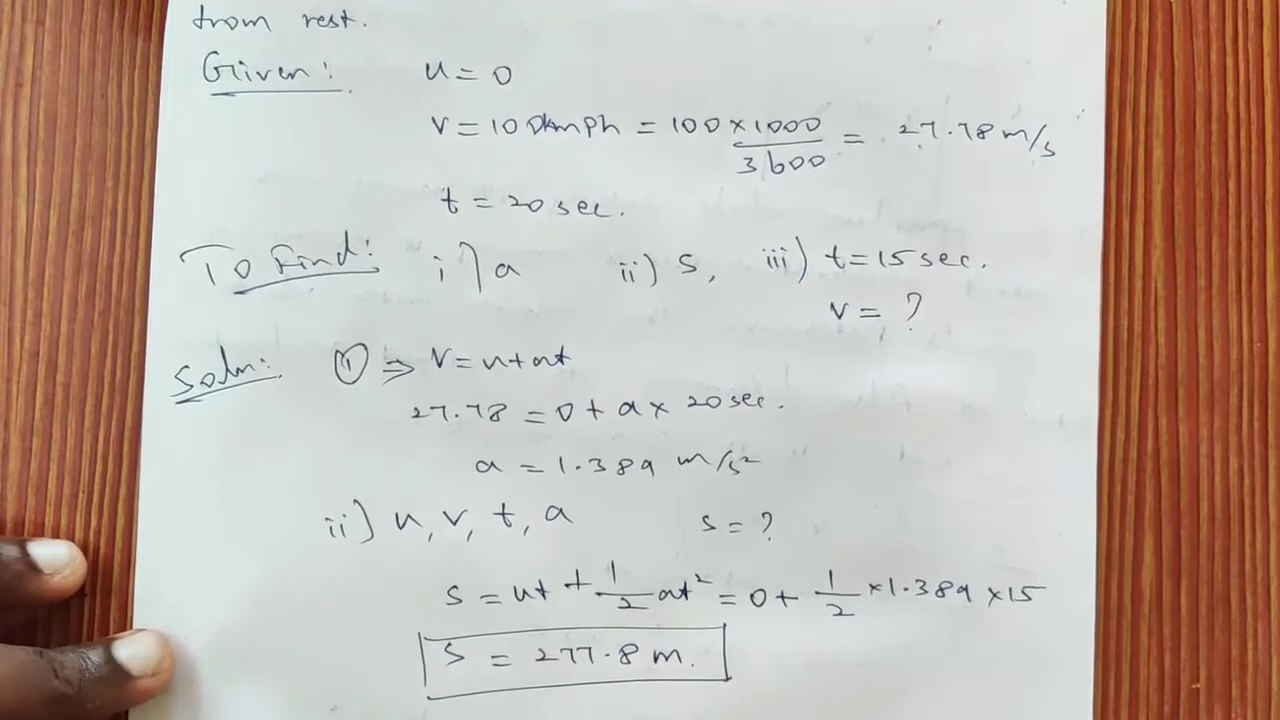 from rest.
Given: u = 0
v = 100kmph = 100 x 1000 / 3600 = 27.78 m/s
t = 20 sec.
To Find: i) a ii) s, iii) t = 15 sec.
v = ?
Soln: ① ⇒ v = u + at
27.78 = 0 + a x 20 sec.
a = 1.389 m/s²
ii) u, v, t, a s = ?
s = ut + 1/2 at² = 0 + 1/2 x 1.389 x 15
s = 277.8 m.